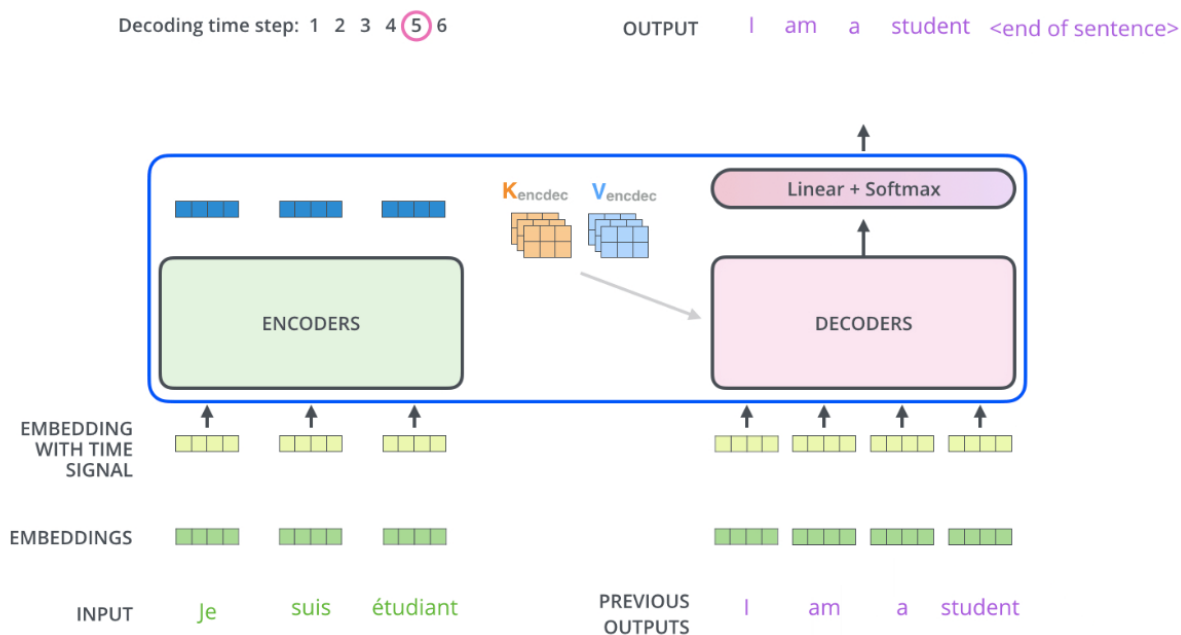 Decoding time step: 1 2 3 4 5 6
OUTPUT I am a student <end of sentence>
Kencdec Vencdec
Linear + Softmax
ENCODERS
DECODERS
EMBEDDING
WITH TIME
SIGNAL
EMBEDDINGS
INPUT Je suis étudiant
PREVIOUS
OUTPUTS
I am a student